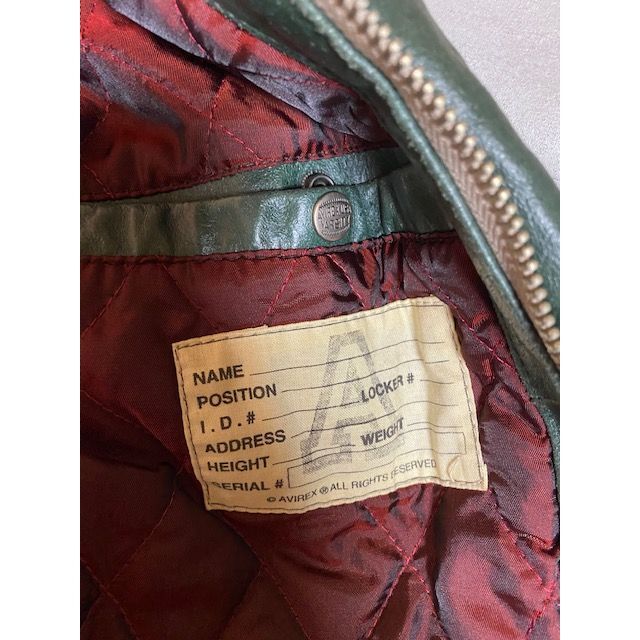 NAME
POSITION LOCKER #
I.D.#
ADDRESS
HEIGHT WEIGHT
SERIAL #
© AVIREX ® ALL RIGHTS RESERVED
A